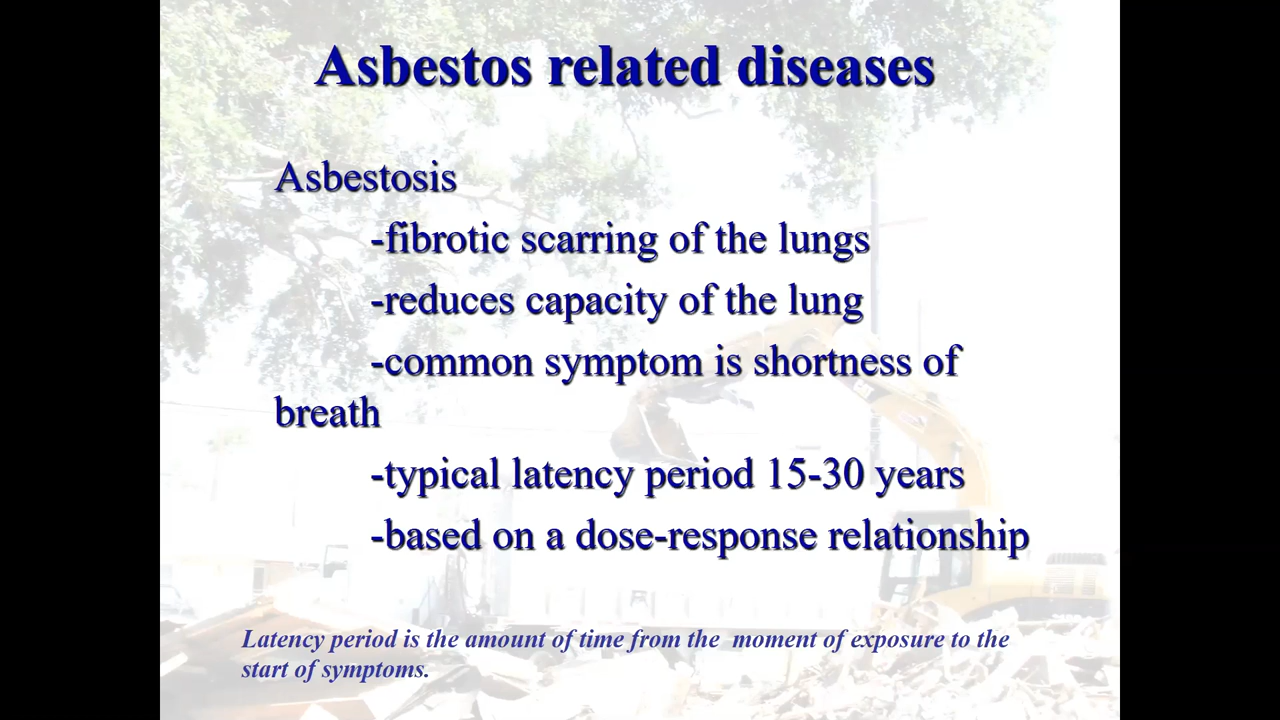 Asbestos related diseases
Asbestosis
-fibrotic scarring of the lungs
-reduces capacity of the lung
-common symptom is shortness of
breath
-typical latency period 15-30 years
-based on a dose-response relationship
Latency period is the amount of time from the moment of exposure to the
start of symptoms.